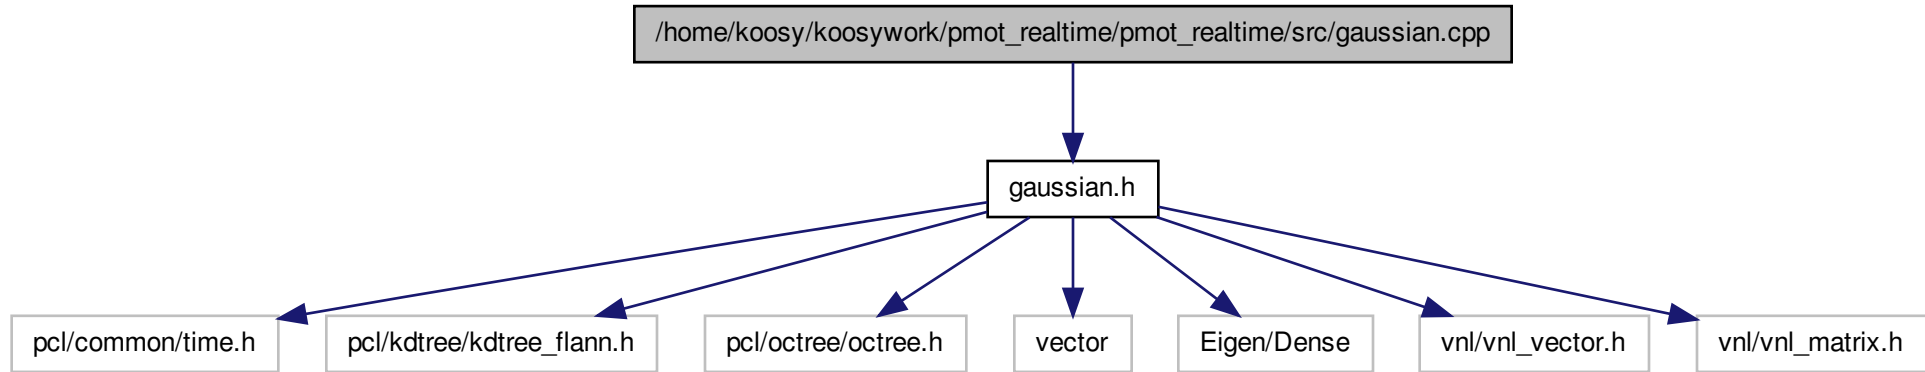 /home/koosy/koosywork/pmot_realtime/pmot_realtime/src/gaussian.cpp
gaussian.h
pcl/common/time.h
pcl/kdtree/kdtree_flann.h
pcl/octree/octree.h
vector
Eigen/Dense
vnl/vnl_vector.h
vnl/vnl_matrix.h